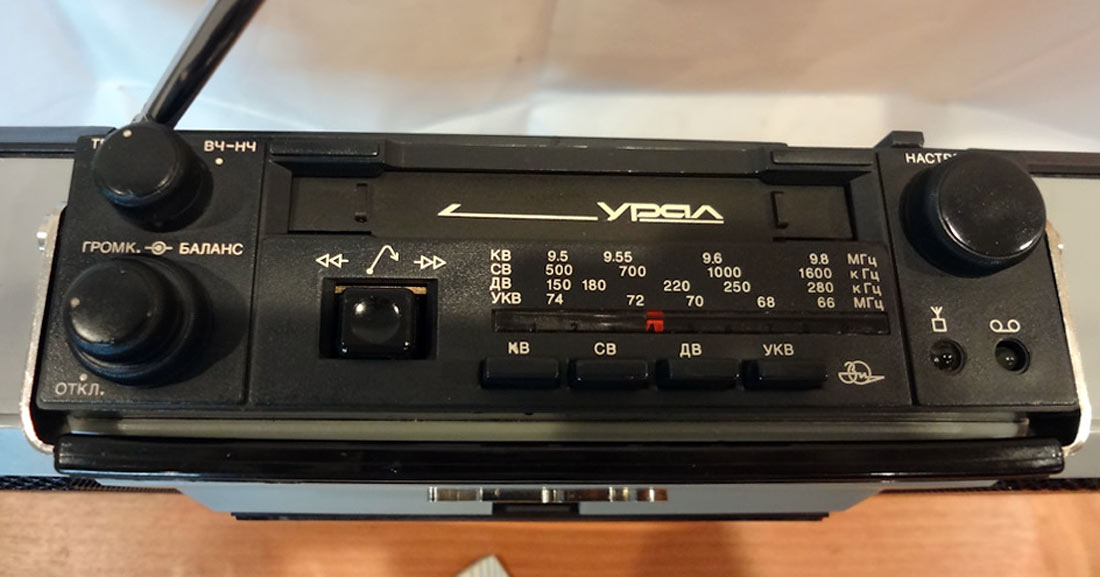 ВЧ-НЧ
ГРОМК. БАЛАНС
ОТКЛ.
Урал
КВ 9.5 9.55 9.6 9.8 МГц
СВ 500 700 1000 1600 кГц
ДВ 150 180 220 250 280 кГц
УКВ 74 72 70 68 66 МГц
КВ СВ ДВ УКВ